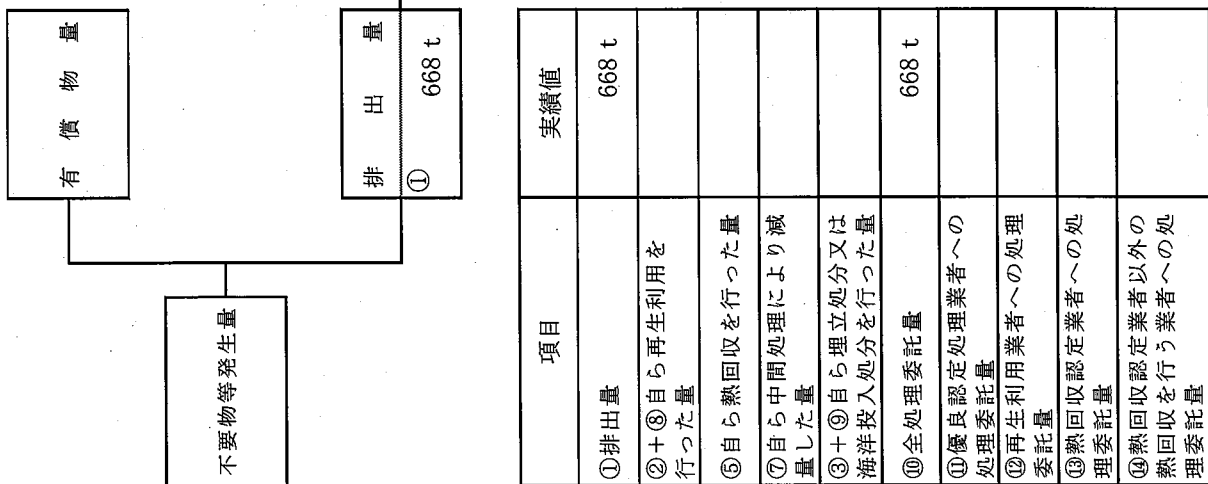 有償物量
不要物等発生量
排出量
①
668 t
項目
実績値
①排出量
668 t
②+⑧自ら再生利用を
行った量
⑤自ら熱回収を行った量
⑦自ら中間処理により減
量した量
③+⑨自ら埋立処分又は
海洋投入処分を行った量
⑩全処理委託量
668 t
⑪優良認定処理業者への
処理委託量
⑫再生利用業者への処理
委託量
⑬熱回収認定業者への処
理委託量
⑭熱回収認定業者以外の
熱回収を行う業者への処
理委託量